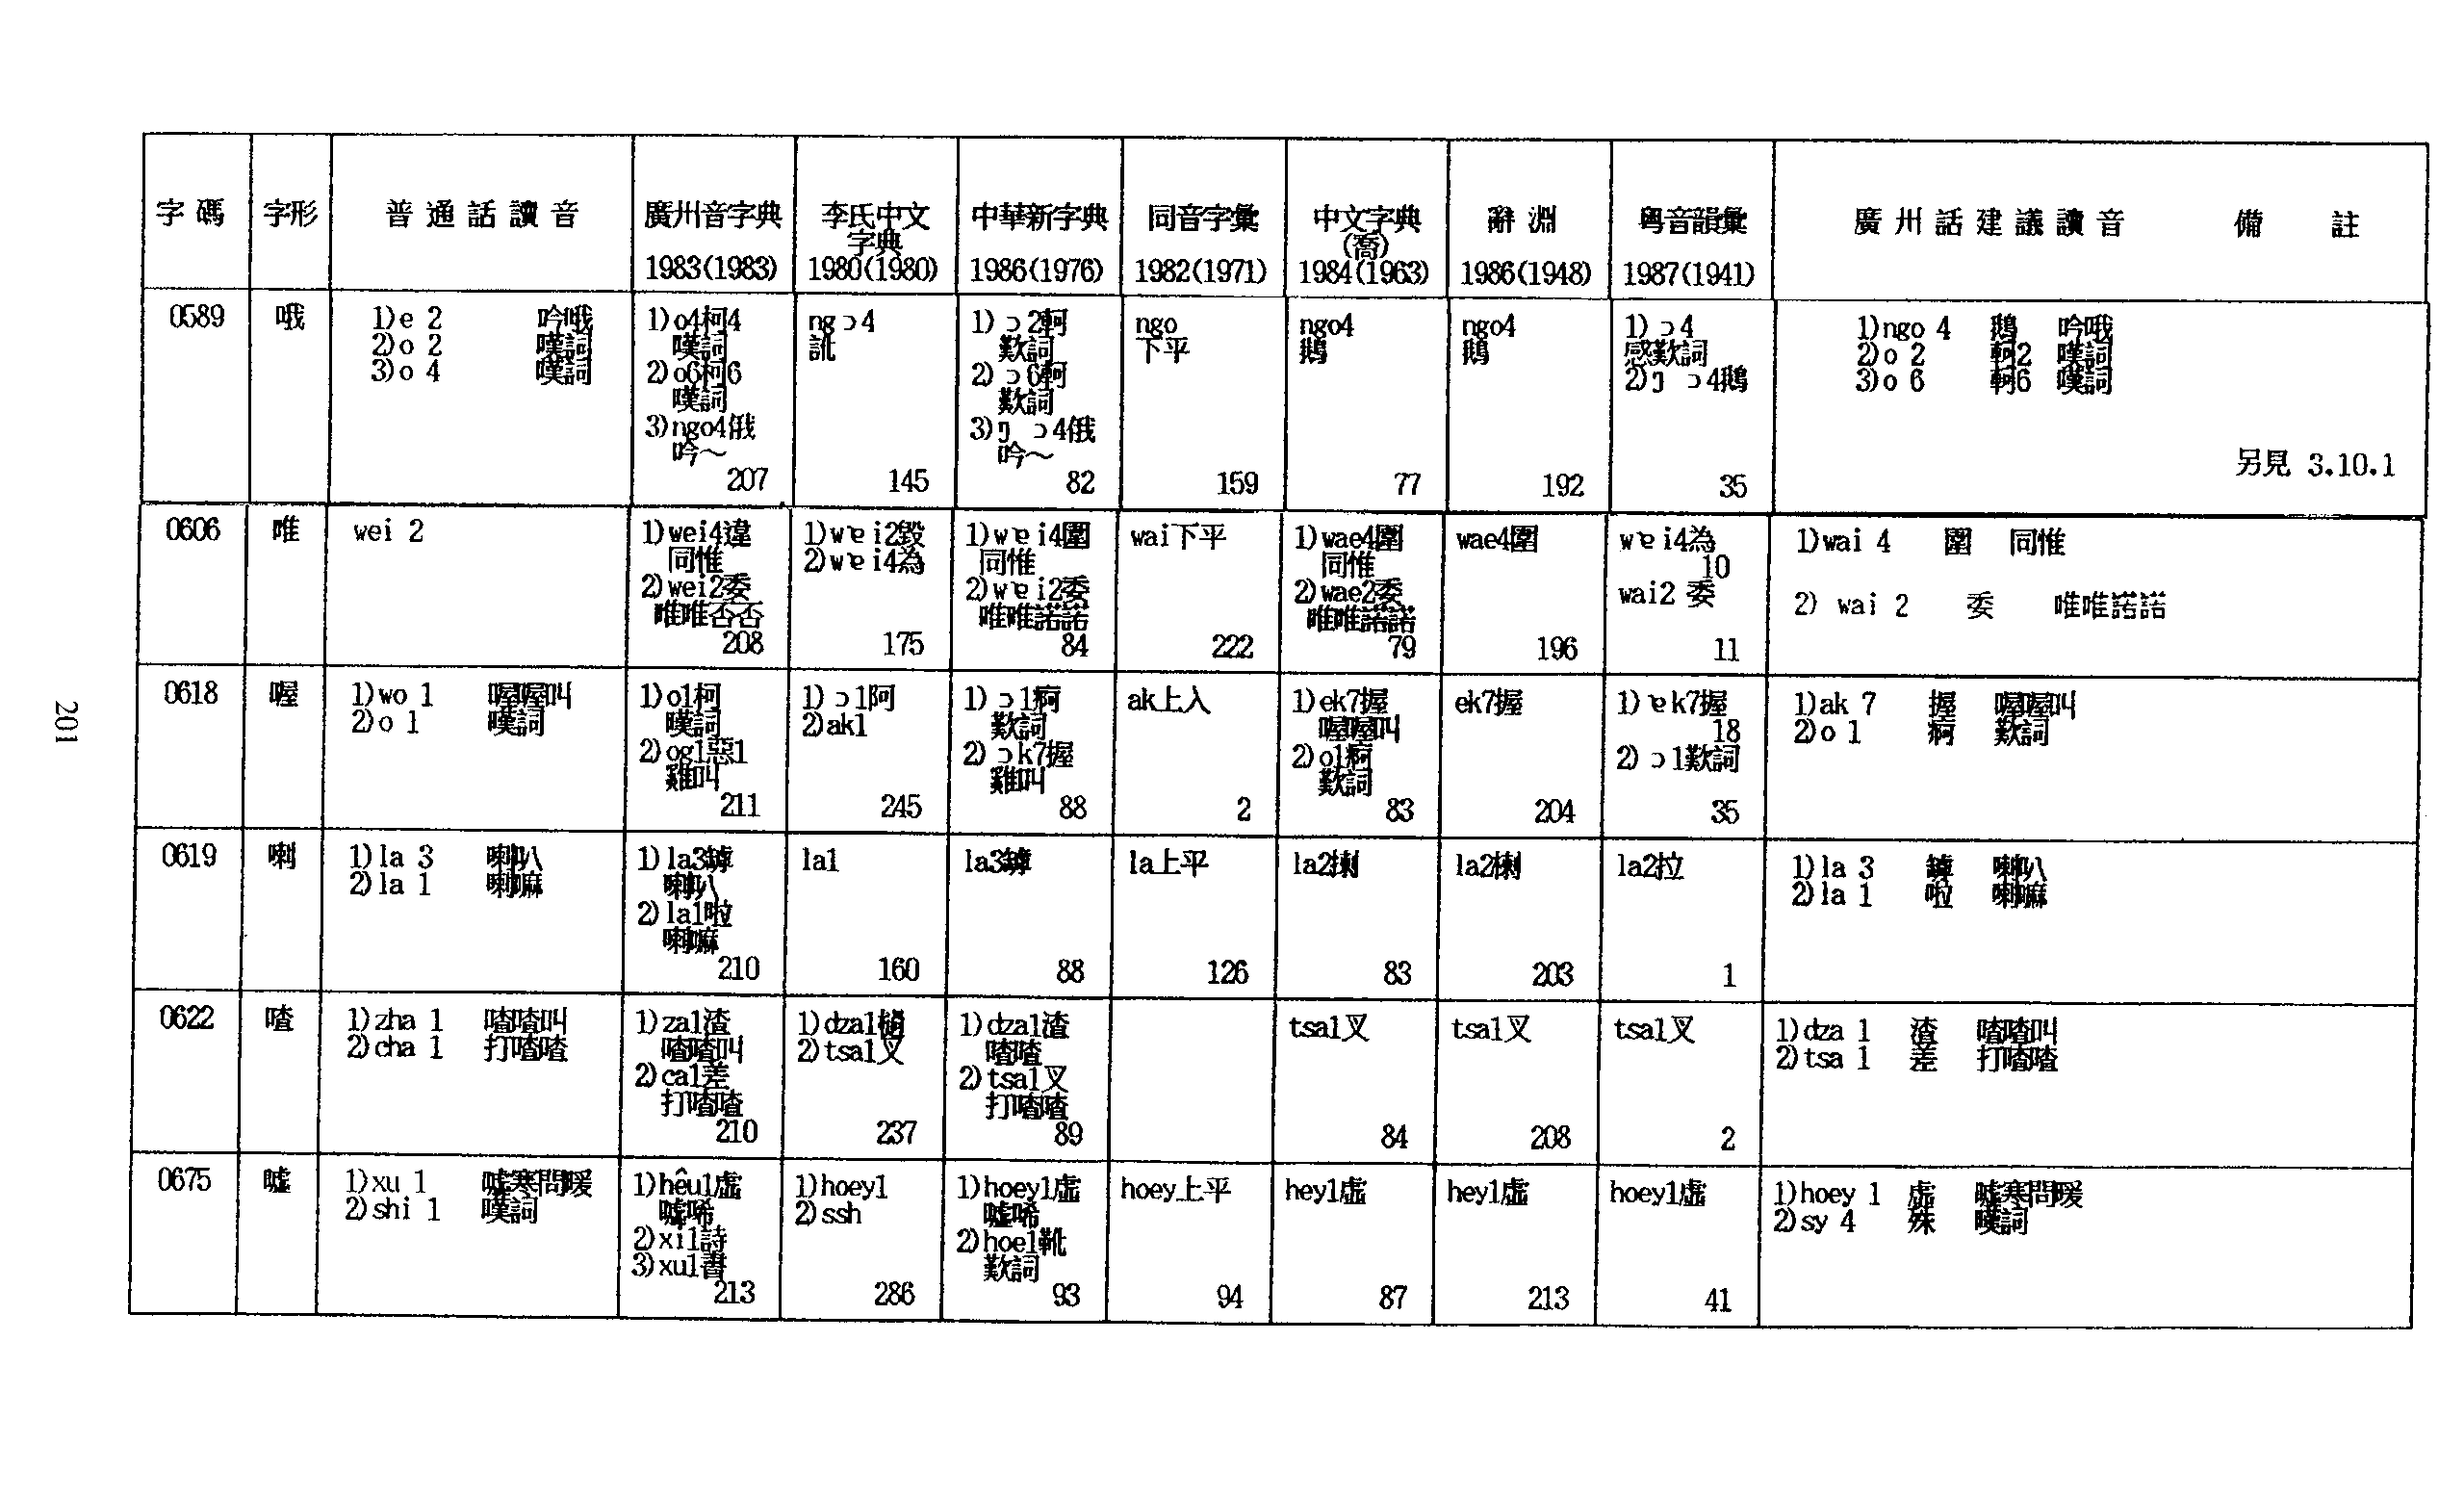 字碼 字形 普通話讀音 廣州音字典 1983(1983) 李氏中文字典 1980(1980) 中華新字典 1986(1976) 同音字彙 1982(1971) 中文字典(喬) 1984(1963) 辭淵 1986(1948) 粵音韻彙 1987(1941) 廣州話建議讀音 備註
0589 哦
1)e 2 吟哦
2)o 2 嘆詞
3)o 4 嘆詞
1)o4柯4
嘆詞
2)o6柯6
嘆詞
3)ngo4俄
吟～
207
ngɔ4
訛
145
1)ɔ2軻
歎詞
2)ɔ6軻
歎詞
3)ŋɔ4俄
吟～
82
ngo
下平
159
ngo4
鵝
77
ngo4
鵝
192
1)ɔ4
感歎詞
2)ŋɔ4鵝
35
1)ngo 4 鵝 吟哦
2)o 2 軻2 嘆詞
3)o 6 軻6 嘆詞
另見 3.10.1
0606 唯
wei 2
1)wei4違
同惟
2)wei2委
唯唯否否
208
1)wɐi2毀
2)wɐi4為
175
1)wɐi4圍
同惟
2)wɐi2委
唯唯諾諾
84
wai下平
222
1)wae4圍
同惟
2)wae2委
唯唯諾諾
79
wae4圍
196
wɐi4為
10
wai2 委
11
1)wai 4 圍 同惟
2) wai 2 委 唯唯諾諾
0618 喔
1)wo 1 喔喔叫
2)o 1 嘆詞
1)o1柯
嘆詞
2)og1惡1
雞叫
211
1)ɔ1阿
2)ak1
245
1)ɔ1痾
歎詞
2)ɔk7握
雞叫
88
ak上入
2
1)ek7握
喔喔叫
2)o1痾
歎詞
83
ek7握
204
1)ɐk7握
18
2)ɔ1歎詞
35
1)ak 7 握 喔喔叫
2)o 1 痾 歎詞
0619 喇
1)la 3 喇叭
2)la 1 喇嘛
1)la3罅
喇叭
2)la1啦
喇嘛
210
la1
160
la3罅
88
la上平
126
la2揦
83
la2揦
203
la2拉
1
1)la 3 罅 喇叭
2)la 1 啦 喇嘛
0622 喳
1)zha 1 喳喳叫
2)cha 1 打喳喳
1)za1渣
喳喳叫
2)ca1差
打喳喳
210
1)dza1
2)tsa1叉
237
1)dza1渣
喳喳
2)tsa1叉
打喳喳
89
tsa1叉
84
tsa1叉
208
tsa1叉
2
1)dza 1 渣 喳喳叫
2)tsa 1 差 打喳喳
0675 噓
1)xu 1 噓寒問暖
2)shi 1 嘆詞
1)hêu1虛
噓唏
2)xi1詩
3)xu1書
213
1)hoey1
2)ssh
286
1)hoey1虛
噓唏
2)hoe1靴
歎詞
93
hoey上平
94
hey1虛
87
hey1虛
213
hoey1虛
41
1)hoey 1 虛 噓寒問暖
2)sy 4 殊 嘆詞
201